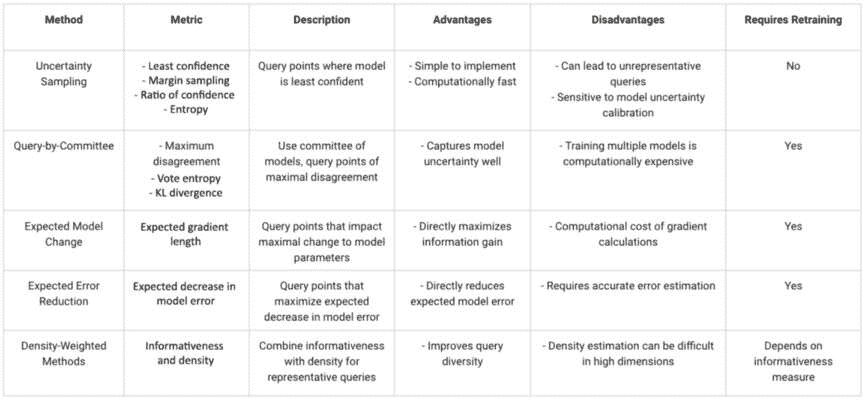 Method Metric Description Advantages Disadvantages Requires Retraining
Uncertainty
Sampling
- Least confidence
- Margin sampling
- Ratio of confidence
- Entropy
Query points where model
is least confident
- Simple to implement
- Computationally fast
- Can lead to unrepresentative
queries
- Sensitive to model uncertainty
calibration
No
Query-by-Committee
- Maximum
disagreement
- Vote entropy
- KL divergence
Use committee of
models, query points of
maximal disagreement
- Captures model
uncertainty well
- Training multiple models is
computationally expensive
Yes
Expected Model
Change
Expected gradient
length
Query points that impact
maximal change to model
parameters
- Directly maximizes
information gain
- Computational cost of gradient
calculations
Yes
Expected Error
Reduction
Expected decrease in
model error
Query points that
maximize expected
decrease in model error
- Directly reduces
expected model error
- Requires accurate error estimation
Yes
Density-Weighted
Methods
Informativeness
and density
Combine informativeness
with density for
representative queries
- Improves query
diversity
- Density estimation can be difficult
in high dimensions
Depends on
informativeness
measure